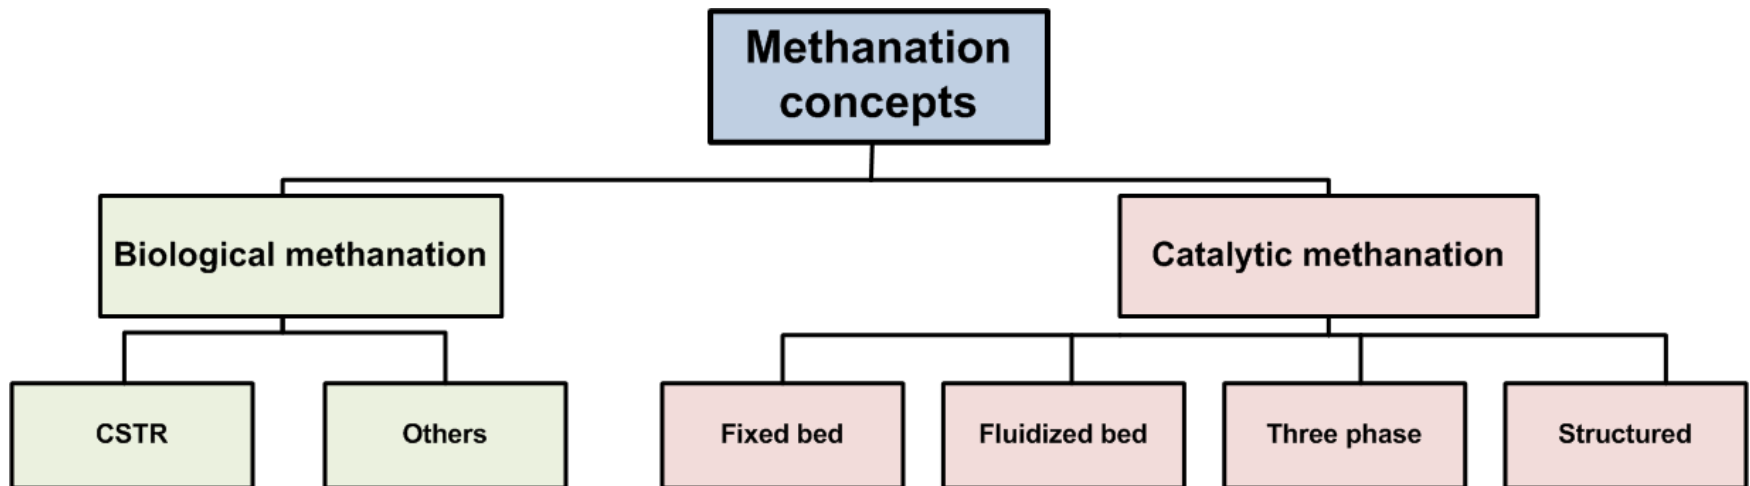 Methanation
concepts
Biological methanation
Catalytic methanation
CSTR
Others
Fixed bed
Fluidized bed
Three phase
Structured